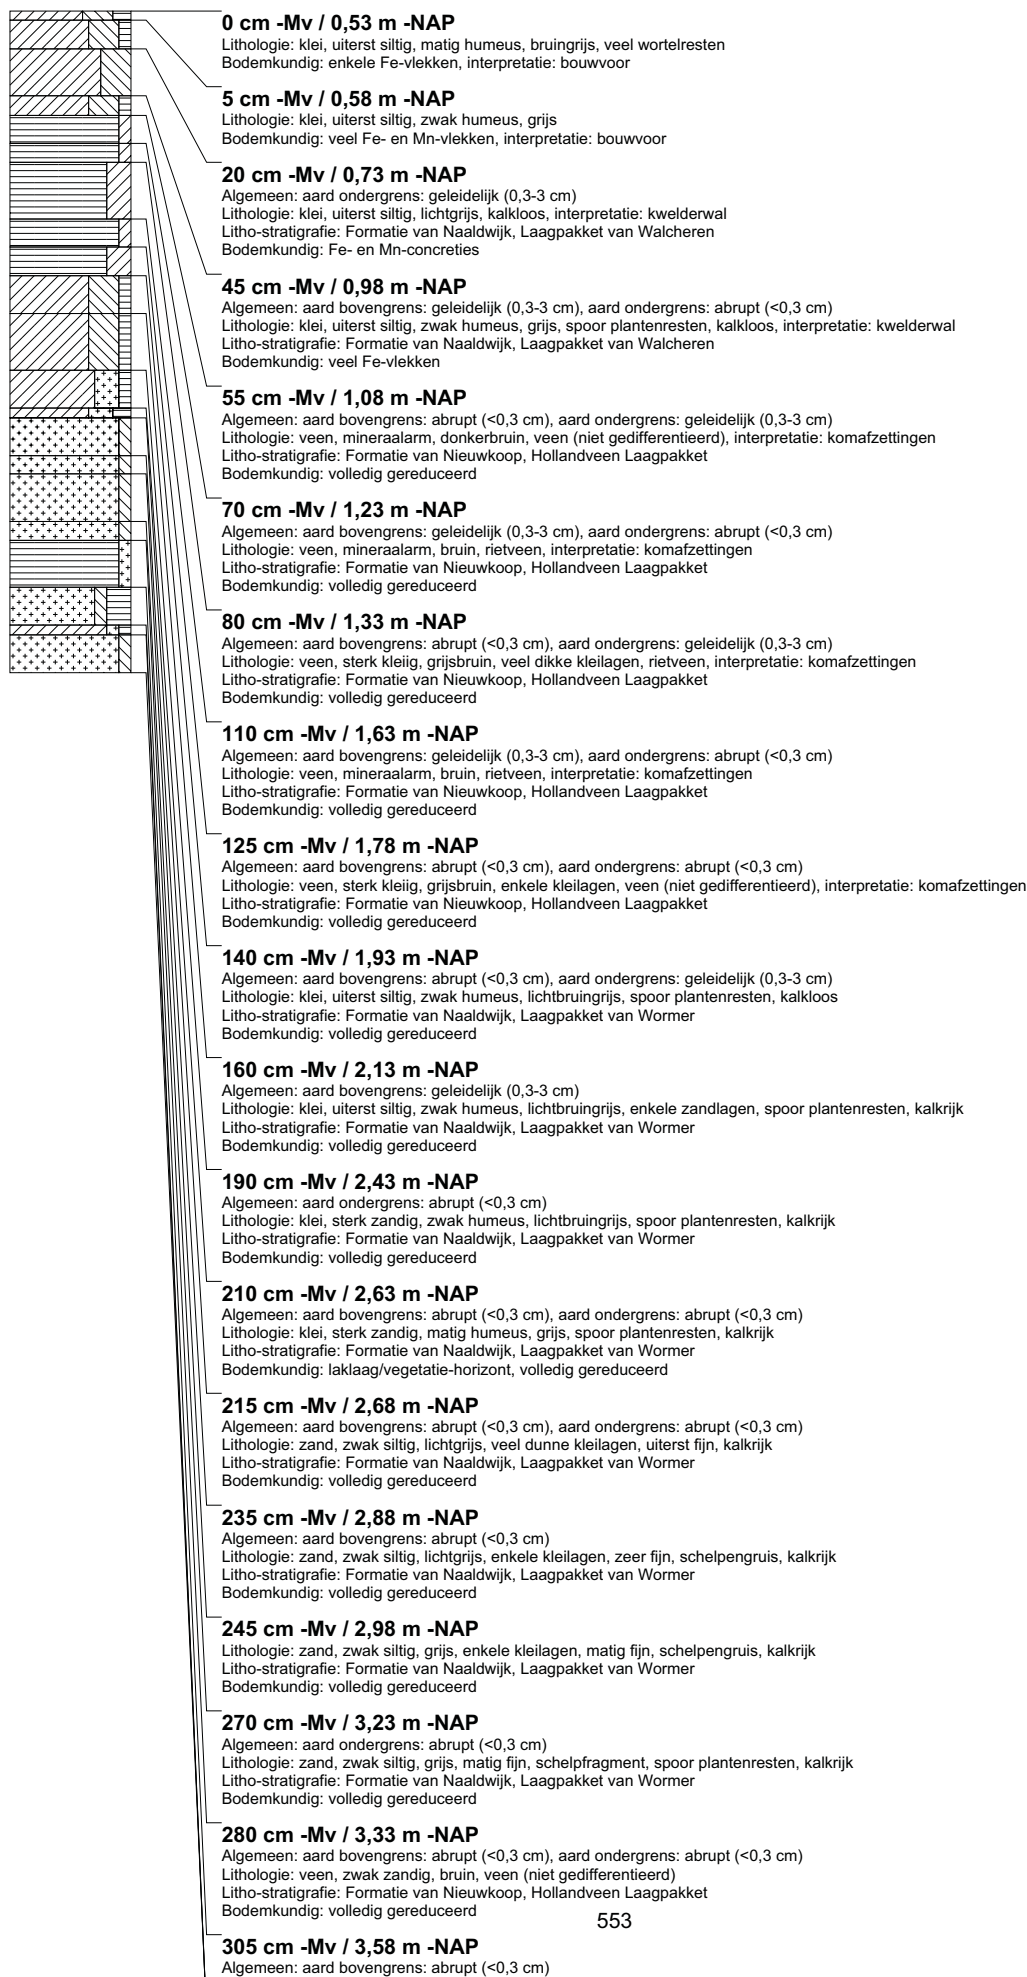 0 cm -Mv / 0,53 m -NAP
Lithologie: klei, uiterst siltig, matig humeus, bruingrijs, veel wortelresten
Bodemkundig: enkele Fe-vlekken, interpretatie: bouwvoor
5 cm -Mv / 0,58 m -NAP
Lithologie: klei, uiterst siltig, zwak humeus, grijs
Bodemkundig: veel Fe- en Mn-vlekken, interpretatie: bouwvoor
20 cm -Mv / 0,73 m -NAP
Algemeen: aard ondergrens: geleidelijk (0,3-3 cm)
Lithologie: klei, uiterst siltig, lichtgrijs, kalkloos, interpretatie: kwelderwal
Litho-stratigrafie: Formatie van Naaldwijk, Laagpakket van Walcheren
Bodemkundig: Fe- en Mn-concreties
45 cm -Mv / 0,98 m -NAP
Algemeen: aard bovengrens: geleidelijk (0,3-3 cm), aard ondergrens: abrupt (<0,3 cm)
Lithologie: klei, uiterst siltig, zwak humeus, grijs, spoor plantenresten, kalkloos, interpretatie: kwelderwal
Litho-stratigrafie: Formatie van Naaldwijk, Laagpakket van Walcheren
Bodemkundig: veel Fe-vlekken
55 cm -Mv / 1,08 m -NAP
Algemeen: aard bovengrens: abrupt (<0,3 cm), aard ondergrens: geleidelijk (0,3-3 cm)
Lithologie: veen, mineraalarm, donkerbruin, veen (niet gedifferentieerd), interpretatie: komafzettingen
Litho-stratigrafie: Formatie van Nieuwkoop, Hollandveen Laagpakket
Bodemkundig: volledig gereduceerd
70 cm -Mv / 1,23 m -NAP
Algemeen: aard bovengrens: geleidelijk (0,3-3 cm), aard ondergrens: abrupt (<0,3 cm)
Lithologie: veen, mineraalarm, bruin, rietveen, interpretatie: komafzettingen
Litho-stratigrafie: Formatie van Nieuwkoop, Hollandveen Laagpakket
Bodemkundig: volledig gereduceerd
80 cm -Mv / 1,33 m -NAP
Algemeen: aard bovengrens: abrupt (<0,3 cm), aard ondergrens: geleidelijk (0,3-3 cm)
Lithologie: veen, sterk kleiig, grijsbruin, veel dikke kleilagen, rietveen, interpretatie: komafzettingen
Litho-stratigrafie: Formatie van Nieuwkoop, Hollandveen Laagpakket
Bodemkundig: volledig gereduceerd
110 cm -Mv / 1,63 m -NAP
Algemeen: aard bovengrens: geleidelijk (0,3-3 cm), aard ondergrens: abrupt (<0,3 cm)
Lithologie: veen, mineraalarm, bruin, rietveen, interpretatie: komafzettingen
Litho-stratigrafie: Formatie van Nieuwkoop, Hollandveen Laagpakket
Bodemkundig: volledig gereduceerd
125 cm -Mv / 1,78 m -NAP
Algemeen: aard bovengrens: abrupt (<0,3 cm), aard ondergrens: abrupt (<0,3 cm)
Lithologie: veen, sterk kleiig, grijsbruin, enkele kleilagen, veen (niet gedifferentieerd), interpretatie: komafzettingen
Litho-stratigrafie: Formatie van Nieuwkoop, Hollandveen Laagpakket
Bodemkundig: volledig gereduceerd
140 cm -Mv / 1,93 m -NAP
Algemeen: aard bovengrens: abrupt (<0,3 cm), aard ondergrens: geleidelijk (0,3-3 cm)
Lithologie: klei, uiterst siltig, zwak humeus, lichtbruingrijs, spoor plantenresten, kalkloos
Litho-stratigrafie: Formatie van Naaldwijk, Laagpakket van Wormer
Bodemkundig: volledig gereduceerd
160 cm -Mv / 2,13 m -NAP
Algemeen: aard bovengrens: geleidelijk (0,3-3 cm)
Lithologie: klei, uiterst siltig, zwak humeus, lichtbruingrijs, enkele zandlagen, spoor plantenresten, kalkrijk
Litho-stratigrafie: Formatie van Naaldwijk, Laagpakket van Wormer
Bodemkundig: volledig gereduceerd
190 cm -Mv / 2,43 m -NAP
Algemeen: aard ondergrens: abrupt (<0,3 cm)
Lithologie: klei, sterk zandig, zwak humeus, lichtbruingrijs, spoor plantenresten, kalkrijk
Litho-stratigrafie: Formatie van Naaldwijk, Laagpakket van Wormer
Bodemkundig: volledig gereduceerd
210 cm -Mv / 2,63 m -NAP
Algemeen: aard bovengrens: abrupt (<0,3 cm), aard ondergrens: abrupt (<0,3 cm)
Lithologie: klei, sterk zandig, matig humeus, grijs, spoor plantenresten, kalkrijk
Litho-stratigrafie: Formatie van Naaldwijk, Laagpakket van Wormer
Bodemkundig: laklaag/vegetatie-horizont, volledig gereduceerd
215 cm -Mv / 2,68 m -NAP
Algemeen: aard bovengrens: abrupt (<0,3 cm), aard ondergrens: abrupt (<0,3 cm)
Lithologie: zand, zwak siltig, lichtgrijs, veel dunne kleilagen, uiterst fijn, kalkrijk
Litho-stratigrafie: Formatie van Naaldwijk, Laagpakket van Wormer
Bodemkundig: volledig gereduceerd
235 cm -Mv / 2,88 m -NAP
Algemeen: aard bovengrens: abrupt (<0,3 cm)
Lithologie: zand, zwak siltig, lichtgrijs, enkele kleilagen, zeer fijn, schelpengruis, kalkrijk
Litho-stratigrafie: Formatie van Naaldwijk, Laagpakket van Wormer
Bodemkundig: volledig gereduceerd
245 cm -Mv / 2,98 m -NAP
Lithologie: zand, zwak siltig, grijs, enkele kleilagen, matig fijn, schelpengruis, kalkrijk
Litho-stratigrafie: Formatie van Naaldwijk, Laagpakket van Wormer
Bodemkundig: volledig gereduceerd
270 cm -Mv / 3,23 m -NAP
Algemeen: aard ondergrens: abrupt (<0,3 cm)
Lithologie: zand, zwak siltig, grijs, matig fijn, schelpfragment, spoor plantenresten, kalkrijk
Litho-stratigrafie: Formatie van Naaldwijk, Laagpakket van Wormer
Bodemkundig: volledig gereduceerd
280 cm -Mv / 3,33 m -NAP
Algemeen: aard bovengrens: abrupt (<0,3 cm), aard ondergrens: abrupt (<0,3 cm)
Lithologie: veen, zwak zandig, bruin, veen (niet gedifferentieerd)
Litho-stratigrafie: Formatie van Nieuwkoop, Hollandveen Laagpakket
Bodemkundig: volledig gereduceerd
553
305 cm -Mv / 3,58 m -NAP
Algemeen: aard bovengrens: abrupt (<0,3 cm)